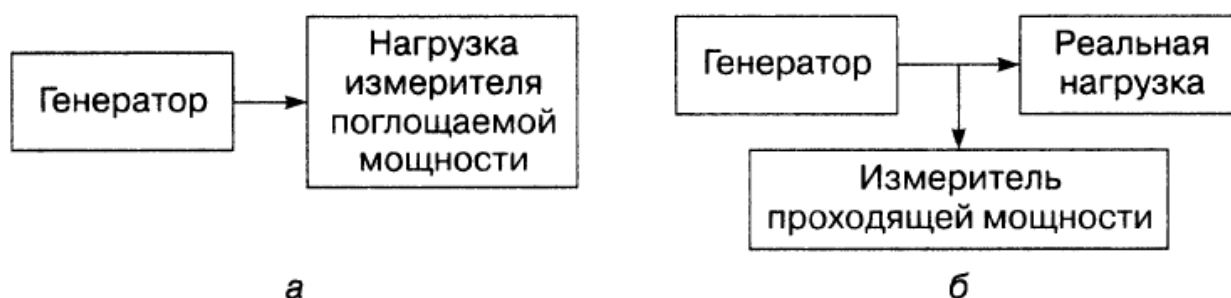 Генератор
Нагрузка
измерителя
поглощаемой
мощности
а
Генератор
Реальная
нагрузка
Измеритель
проходящей мощности
б